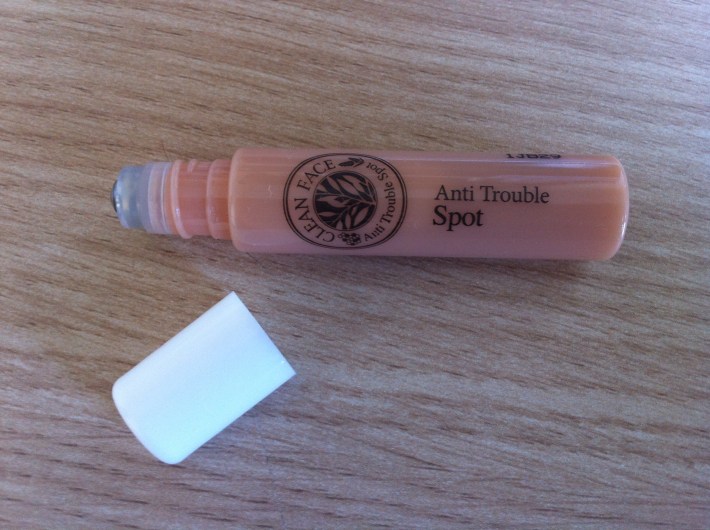 CLEAN FACE
Anti Trouble Spot
Anti Trouble
Spot